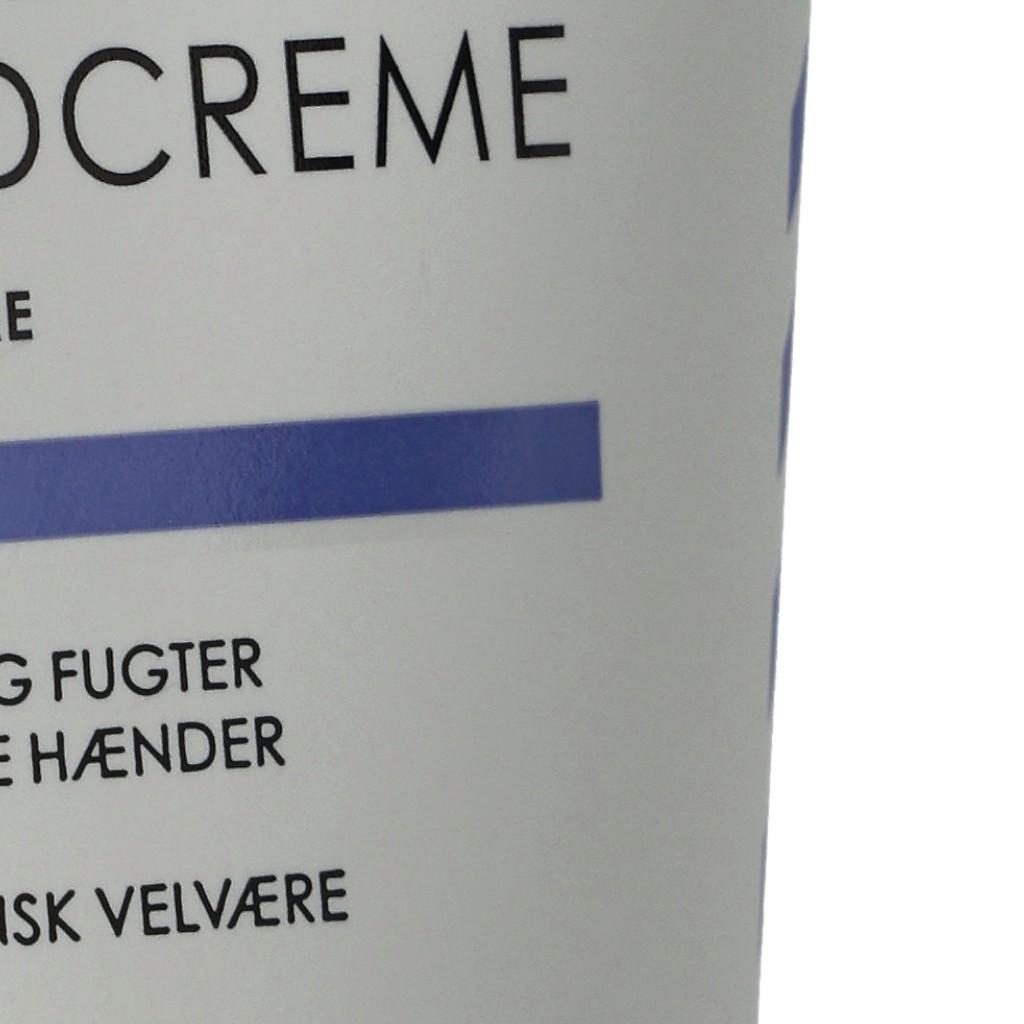 DCREME
E
G FUGTER
E HÆNDER
NSK VELVÆRE